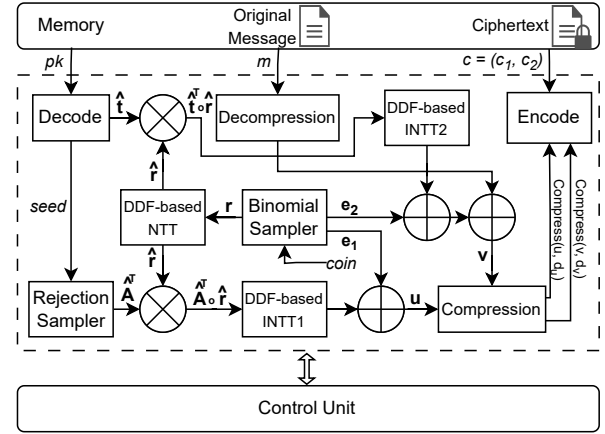 Memory
Original
Message
Ciphertext
pk
m
c = (c₁, c₂)
Decode
t̂
t̂ᵀ∘r̂
Decompression
DDF-based
INTT2
Encode
r̂
seed
DDF-based
NTT
r
Binomial
Sampler
e₂
e₁
coin
r̂
v
Compress(u, dᵤ)
Compress(v, dᵥ)
Rejection
Sampler
Âᵀ
Âᵀ∘ r̂
DDF-based
INTT1
u
Compression
Control Unit